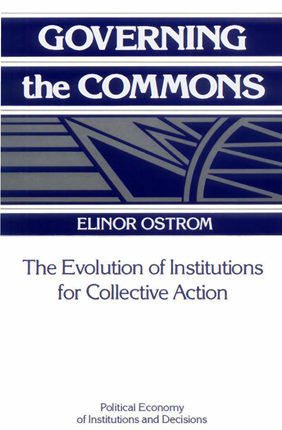 GOVERNING
the COMMONS
ELINOR OSTROM
The Evolution of Institutions
for Collective Action
Political Economy
of Institutions and Decisions